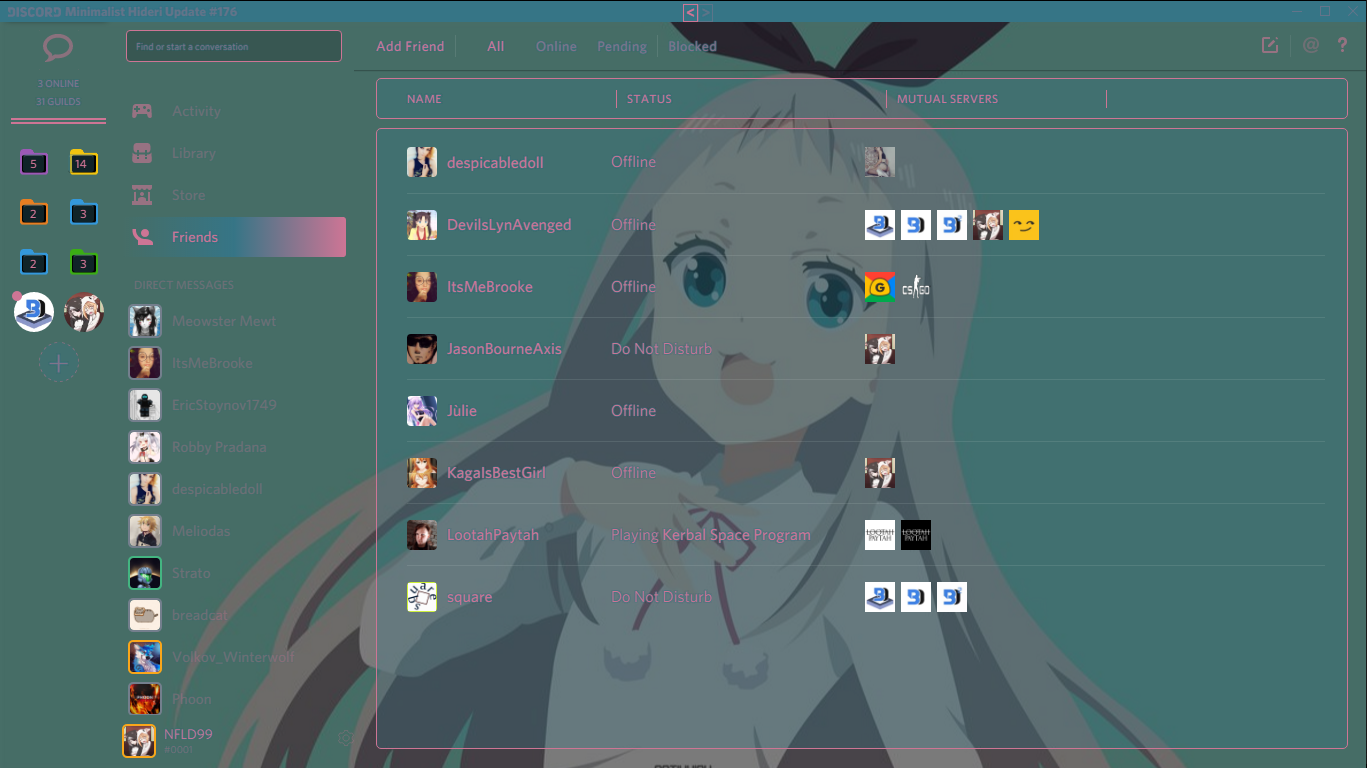 DISCORD Minimalist Hideri Update #176
< >
3 ONLINE
31 GUILDS
5
14
2
3
2
3
Find or start a conversation
Activity
Library
Store
Friends
DIRECT MESSAGES
Meowster Mewt
ItsMeBrooke
EricStoynov1749
Robby Pradana
despicabledoll
Meliodas
Strato
breadcat
Volkov_Winterwolf
Phoon
NFLD99
#0001
Add Friend All Online Pending Blocked
@ ?
NAME STATUS MUTUAL SERVERS
despicabledoll Offline
DevilsLynAvenged Offline
ItsMeBrooke Offline G CS GO
JasonBourneAxis Do Not Disturb
Jùlie Offline
KagaIsBestGirl Offline
LootahPaytah Playing Kerbal Space Program LOOTAH PAYTAH LOOTAH PAYTAH
square Do Not Disturb